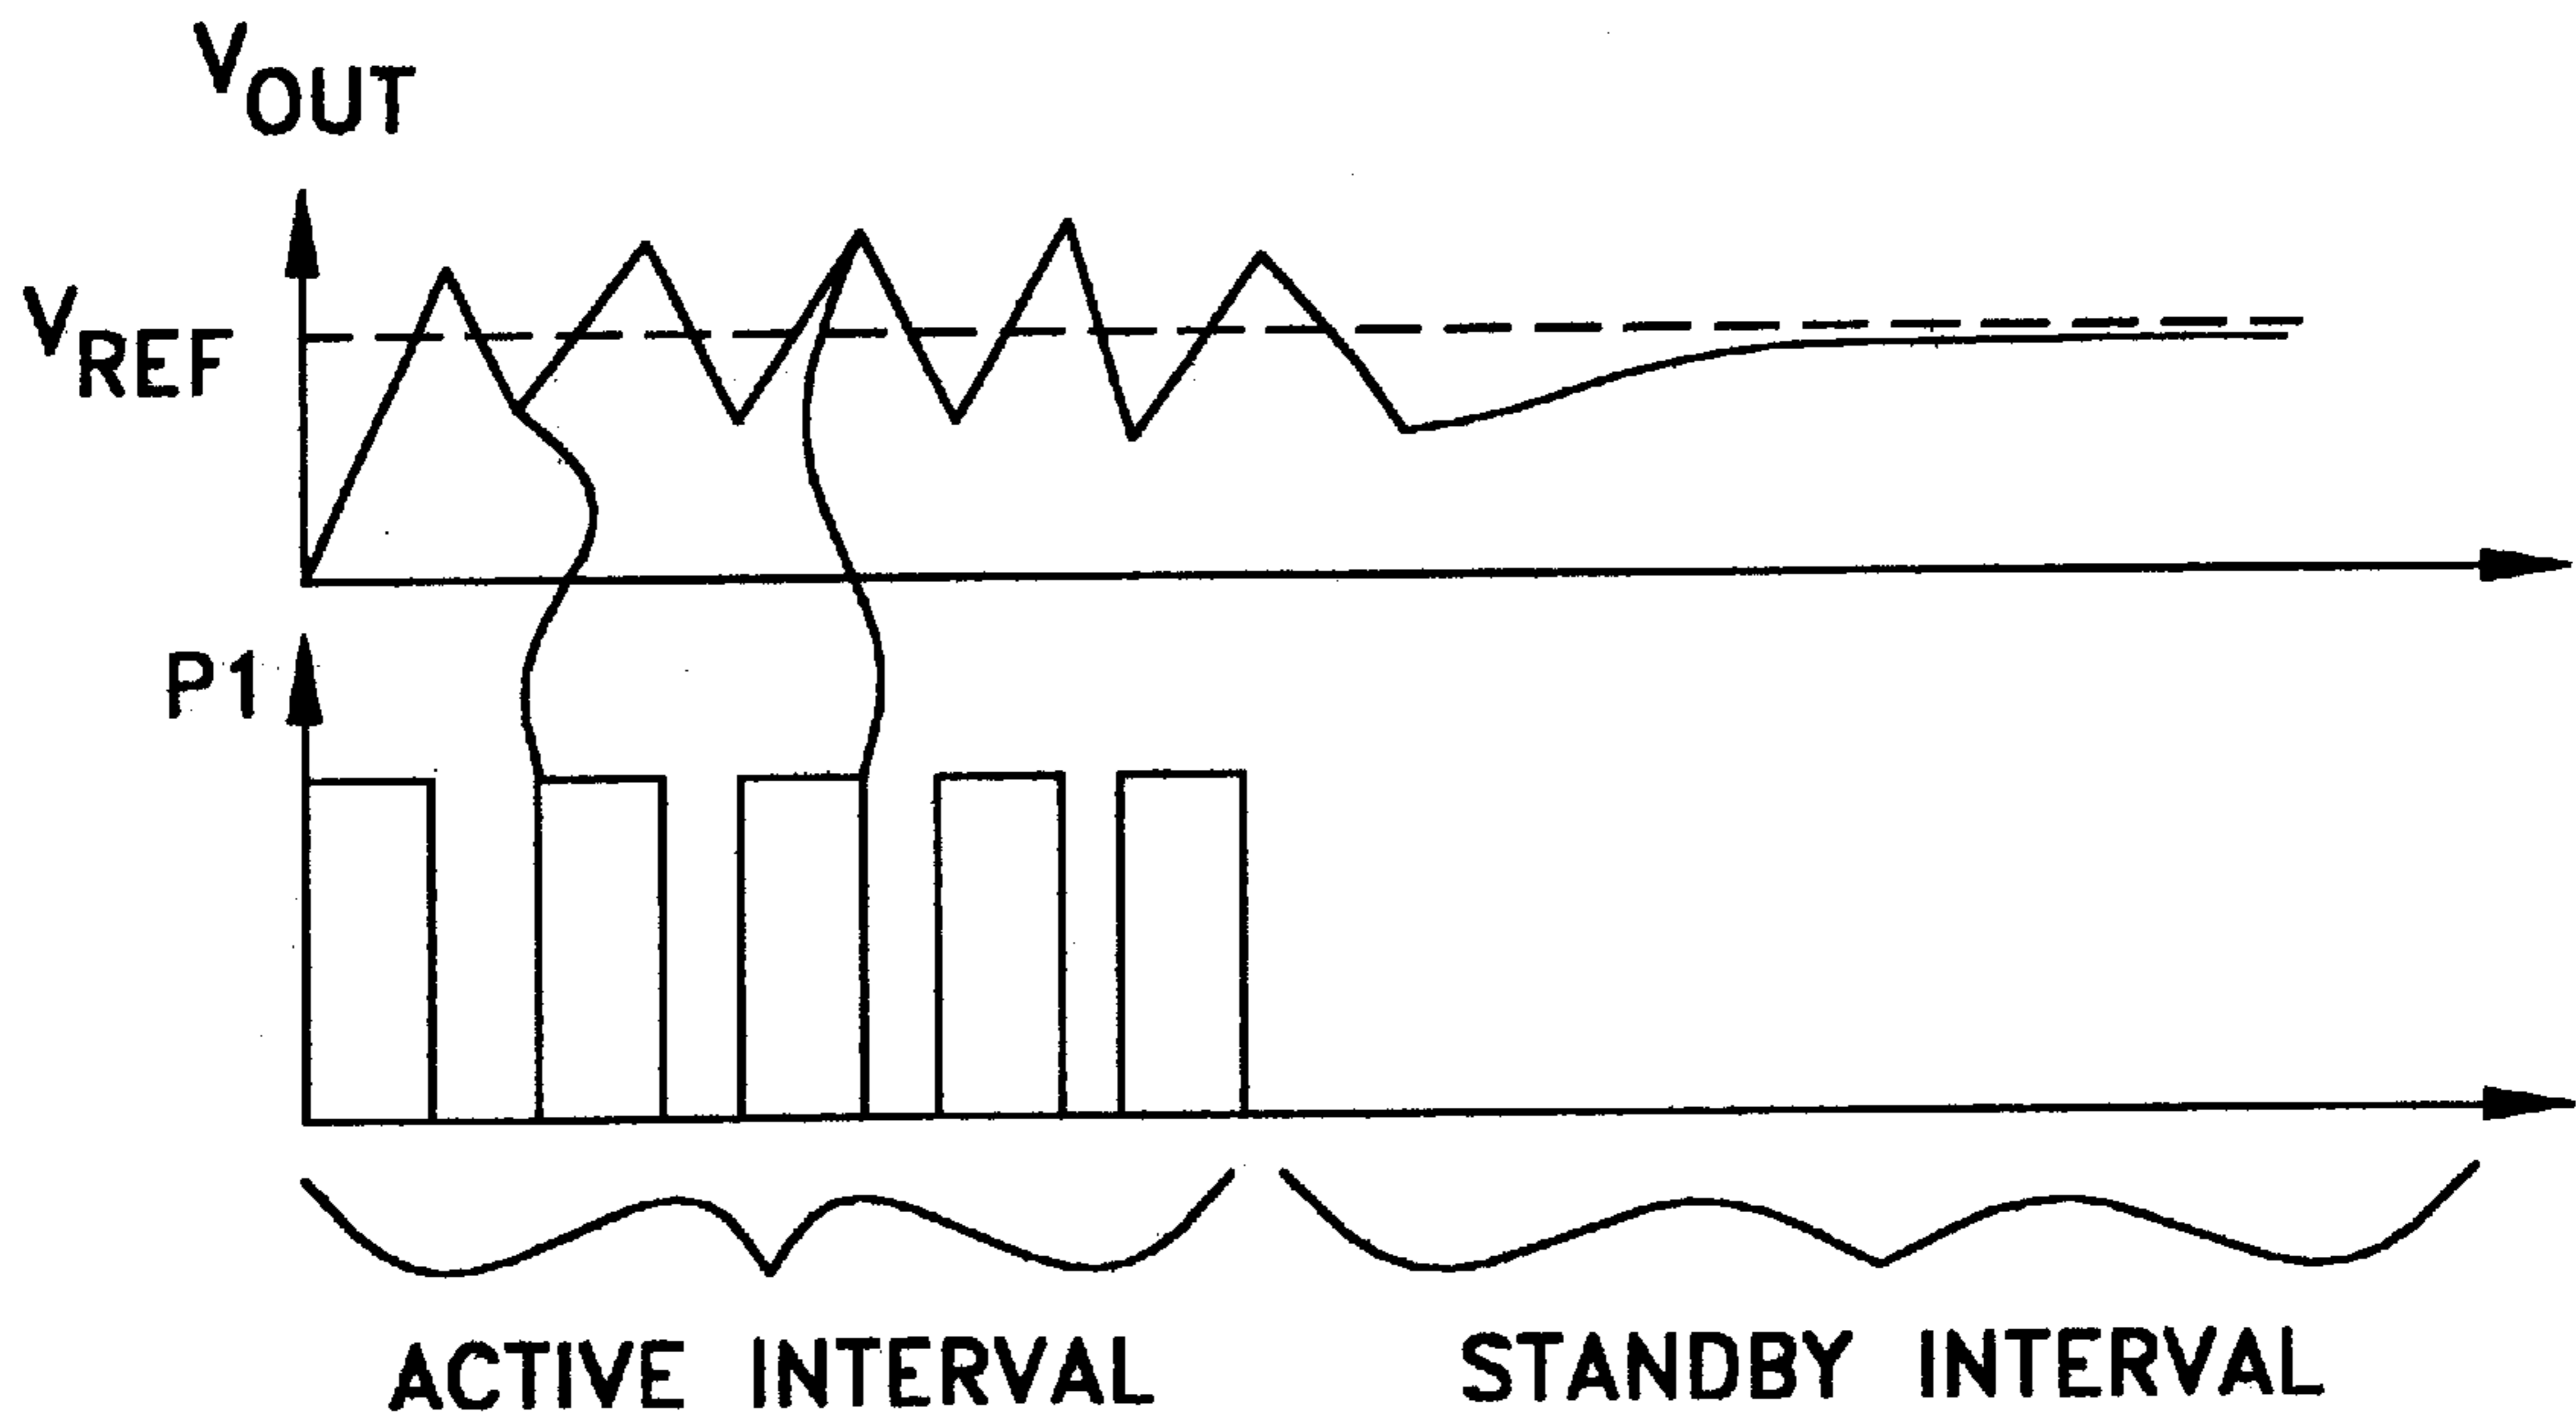 VOUT
VREF
P1
ACTIVE INTERVAL
STANDBY INTERVAL